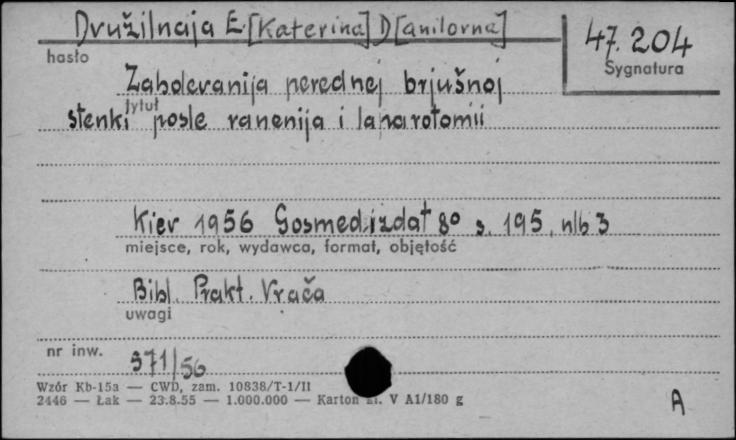 Družilnaja E[katerina] D[anilovna]
47.204
hasło
Sygnatura
Zabolevanija perednej brjušnoj
tytuł
stenki posle ranenija i laparotomii
Kiev 1956 Gosmedizdat 8° s. 195, nlb 3
miejsce, rok, wydawca, format, objętość
Bibl. Prakt. Vrača
uwagi
nr inw.
371/56
Wzór Kb-15a — CWD, zam. 10838/T-1/II
2446 — Łak — 23.8.55 — 1.000.000 — Karton kl. V A1/180 g
A